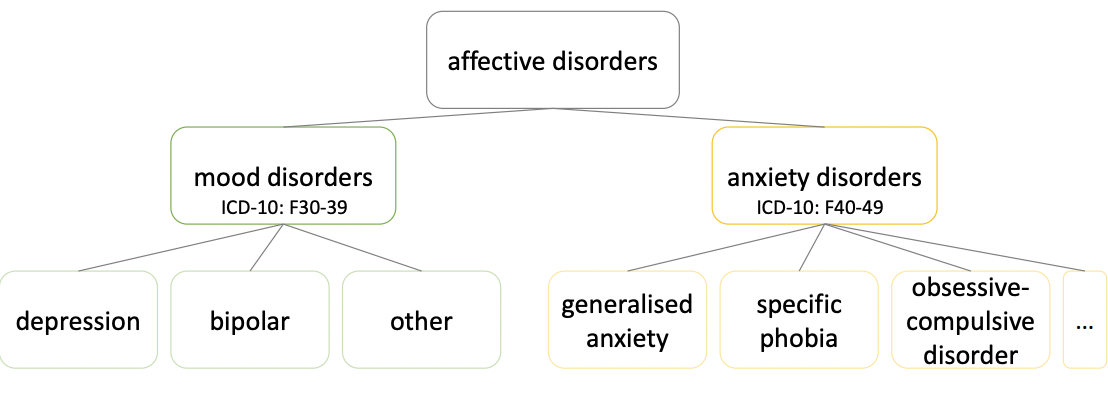 affective disorders
mood disorders
ICD-10: F30-39
anxiety disorders
ICD-10: F40-49
depression
bipolar
other
generalised
anxiety
specific
phobia
obsessive-
compulsive
disorder
...